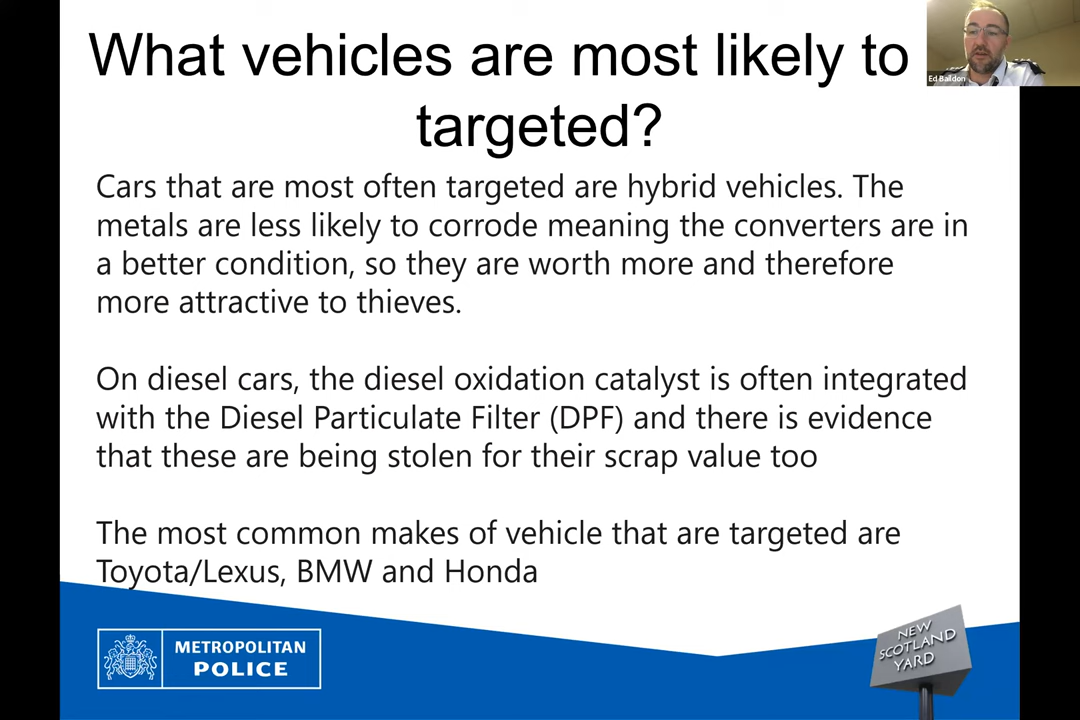 What vehicles are most likely to
targeted?
Ed Baildon
Cars that are most often targeted are hybrid vehicles. The
metals are less likely to corrode meaning the converters are in
a better condition, so they are worth more and therefore
more attractive to thieves.
On diesel cars, the diesel oxidation catalyst is often integrated
with the Diesel Particulate Filter (DPF) and there is evidence
that these are being stolen for their scrap value too
The most common makes of vehicle that are targeted are
Toyota/Lexus, BMW and Honda
METROPOLITAN
POLICE
NEW
SCOTLAND
YARD